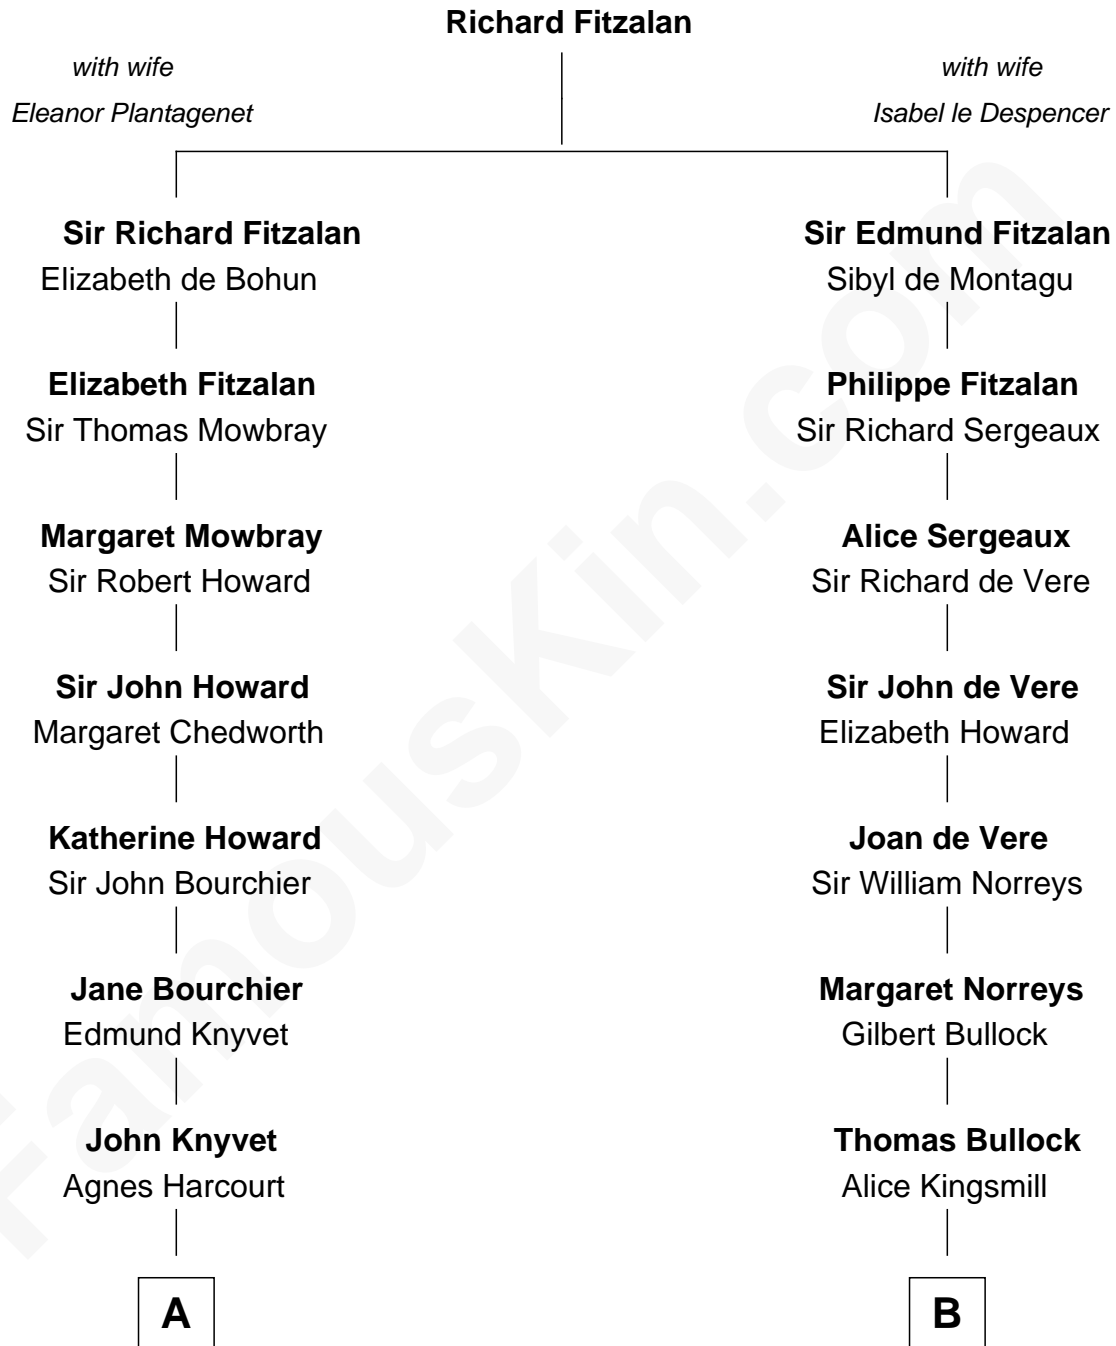 Richard Fitzalan
with wife
Eleanor Plantagenet
with wife
Isabel le Despencer
Sir Richard Fitzalan
Elizabeth de Bohun
Sir Edmund Fitzalan
Sibyl de Montagu
Elizabeth Fitzalan
Sir Thomas Mowbray
Philippe Fitzalan
Sir Richard Sergeaux
Margaret Mowbray
Sir Robert Howard
Alice Sergeaux
Sir Richard de Vere
Sir John Howard
Margaret Chedworth
Sir John de Vere
Elizabeth Howard
Katherine Howard
Sir John Bourchier
Joan de Vere
Sir William Norreys
Jane Bourchier
Edmund Knyvet
Margaret Norreys
Gilbert Bullock
John Knyvet
Agnes Harcourt
Thomas Bullock
Alice Kingsmill
A
B
FamousKin.com